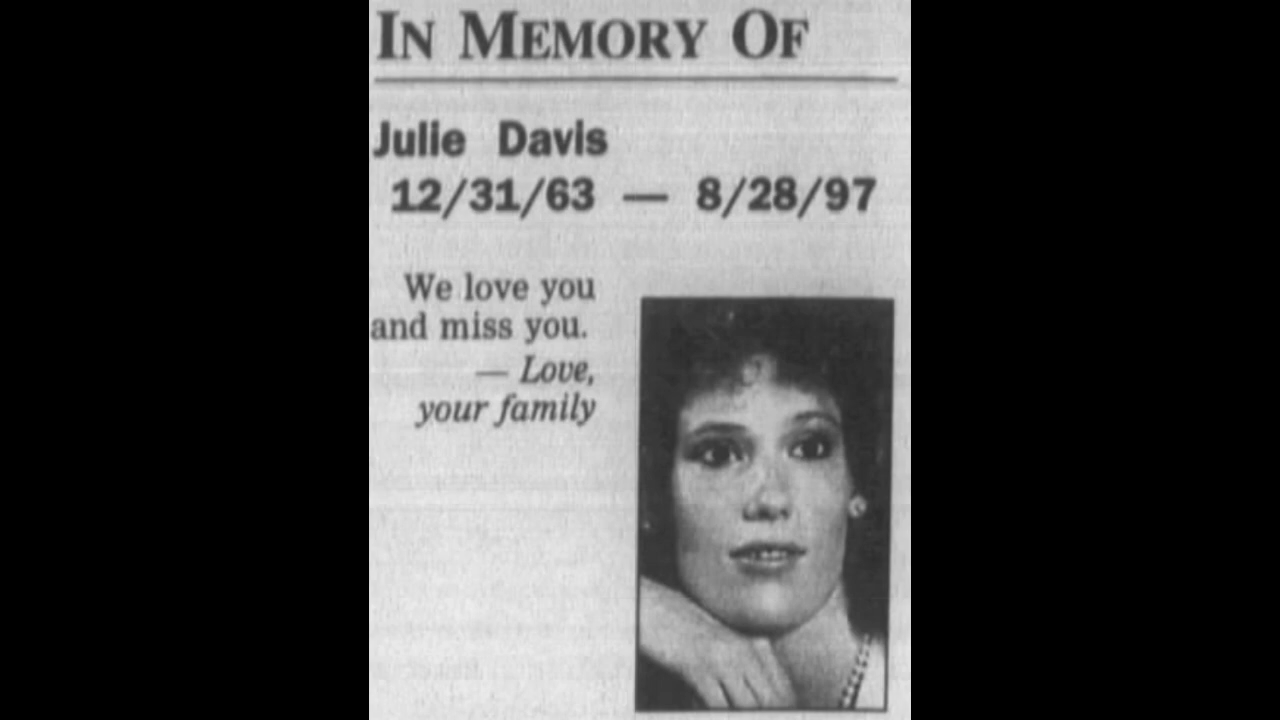 IN MEMORY OF
Julie Davis
12/31/63 — 8/28/97
We love you
and miss you.
— Love,
your family